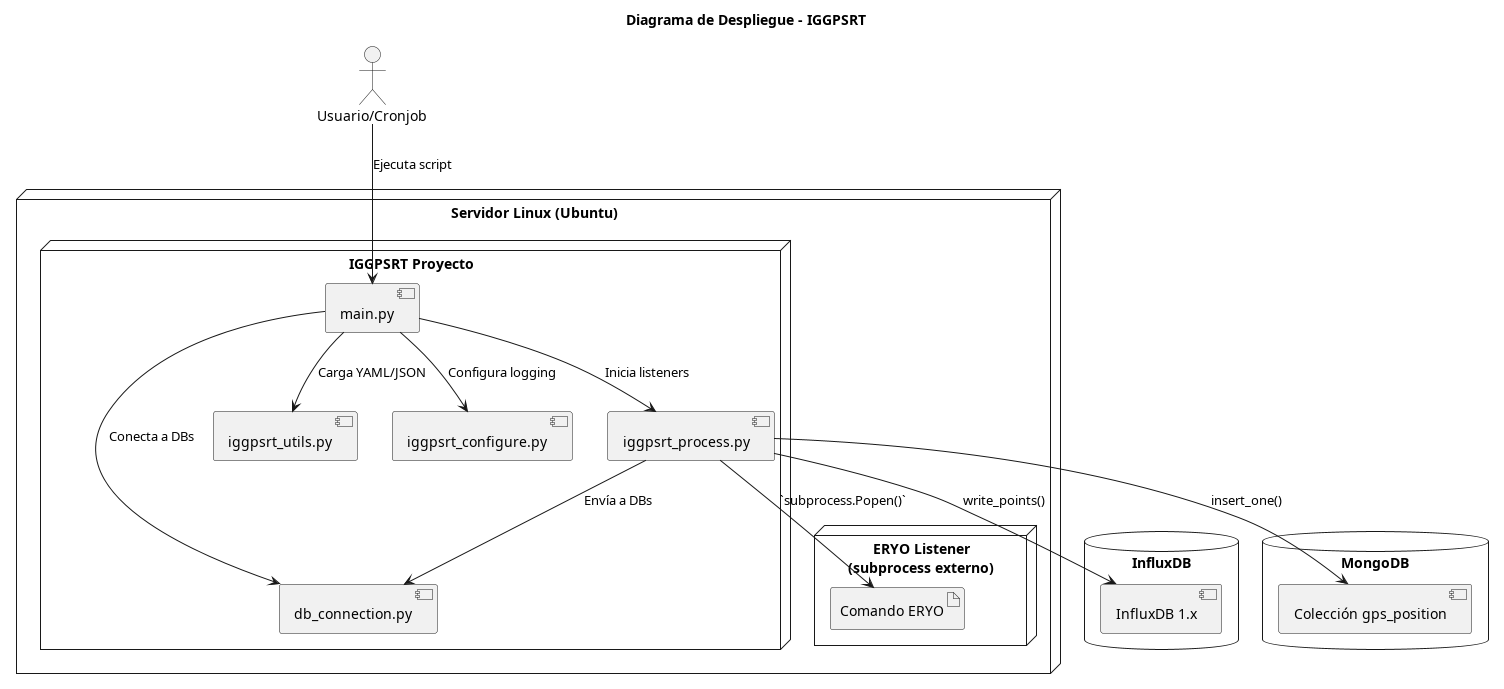 Diagrama de Despliegue - IGGPSRT
Usuario/Cronjob
Ejecuta script
Servidor Linux (Ubuntu)
IGGPSRT Proyecto
main.py
Carga YAML/JSON
Configura logging
Inicia listeners
Conecta a DBs
iggpsrt_utils.py
iggpsrt_configure.py
iggpsrt_process.py
Envía a DBs
`subprocess.Popen()`
write_points()
insert_one()
ERYO Listener
(subprocess externo)
InfluxDB
MongoDB
db_connection.py
Comando ERYO
InfluxDB 1.x
Colección gps_position